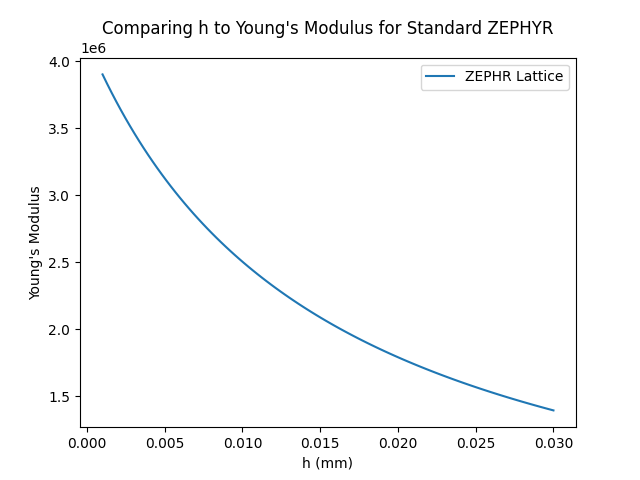 Comparing h to Young's Modulus for Standard ZEPHYR
1e6
4.0
3.5
3.0
2.5
2.0
1.5
Young's Modulus
ZEPHR Lattice
0.000 0.005 0.010 0.015 0.020 0.025 0.030
h (mm)